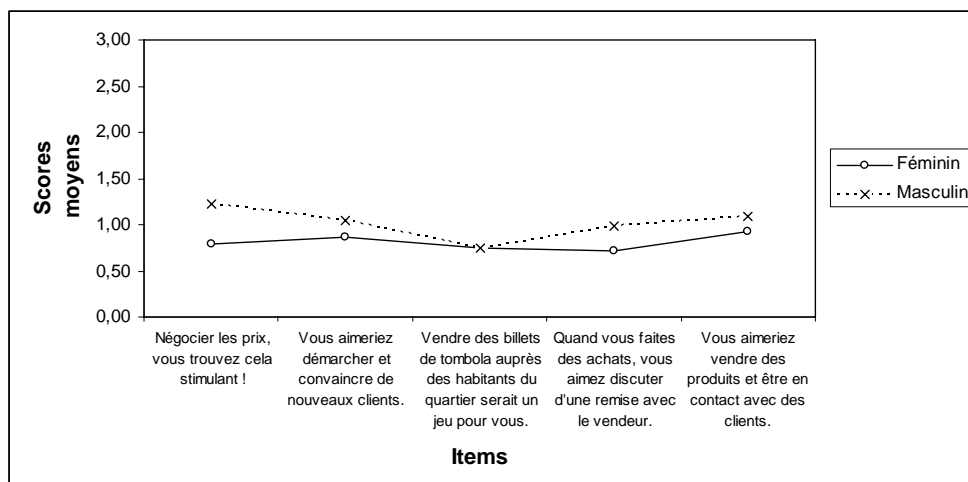 3,00
2,50
2,00
1,50
1,00
0,50
0,00
Scores
moyens
Négocier les prix,
vous trouvez cela
stimulant !
Vous aimeriez
démarcher et
convaincre de
nouveaux clients.
Vendre des billets
de tombola auprès
des habitants du
quartier serait un
jeu pour vous.
Quand vous faites
des achats, vous
aimez discuter
d'une remise avec
le vendeur.
Vous aimeriez
vendre des
produits et être en
contact avec des
clients.
Items
Féminin
Masculin